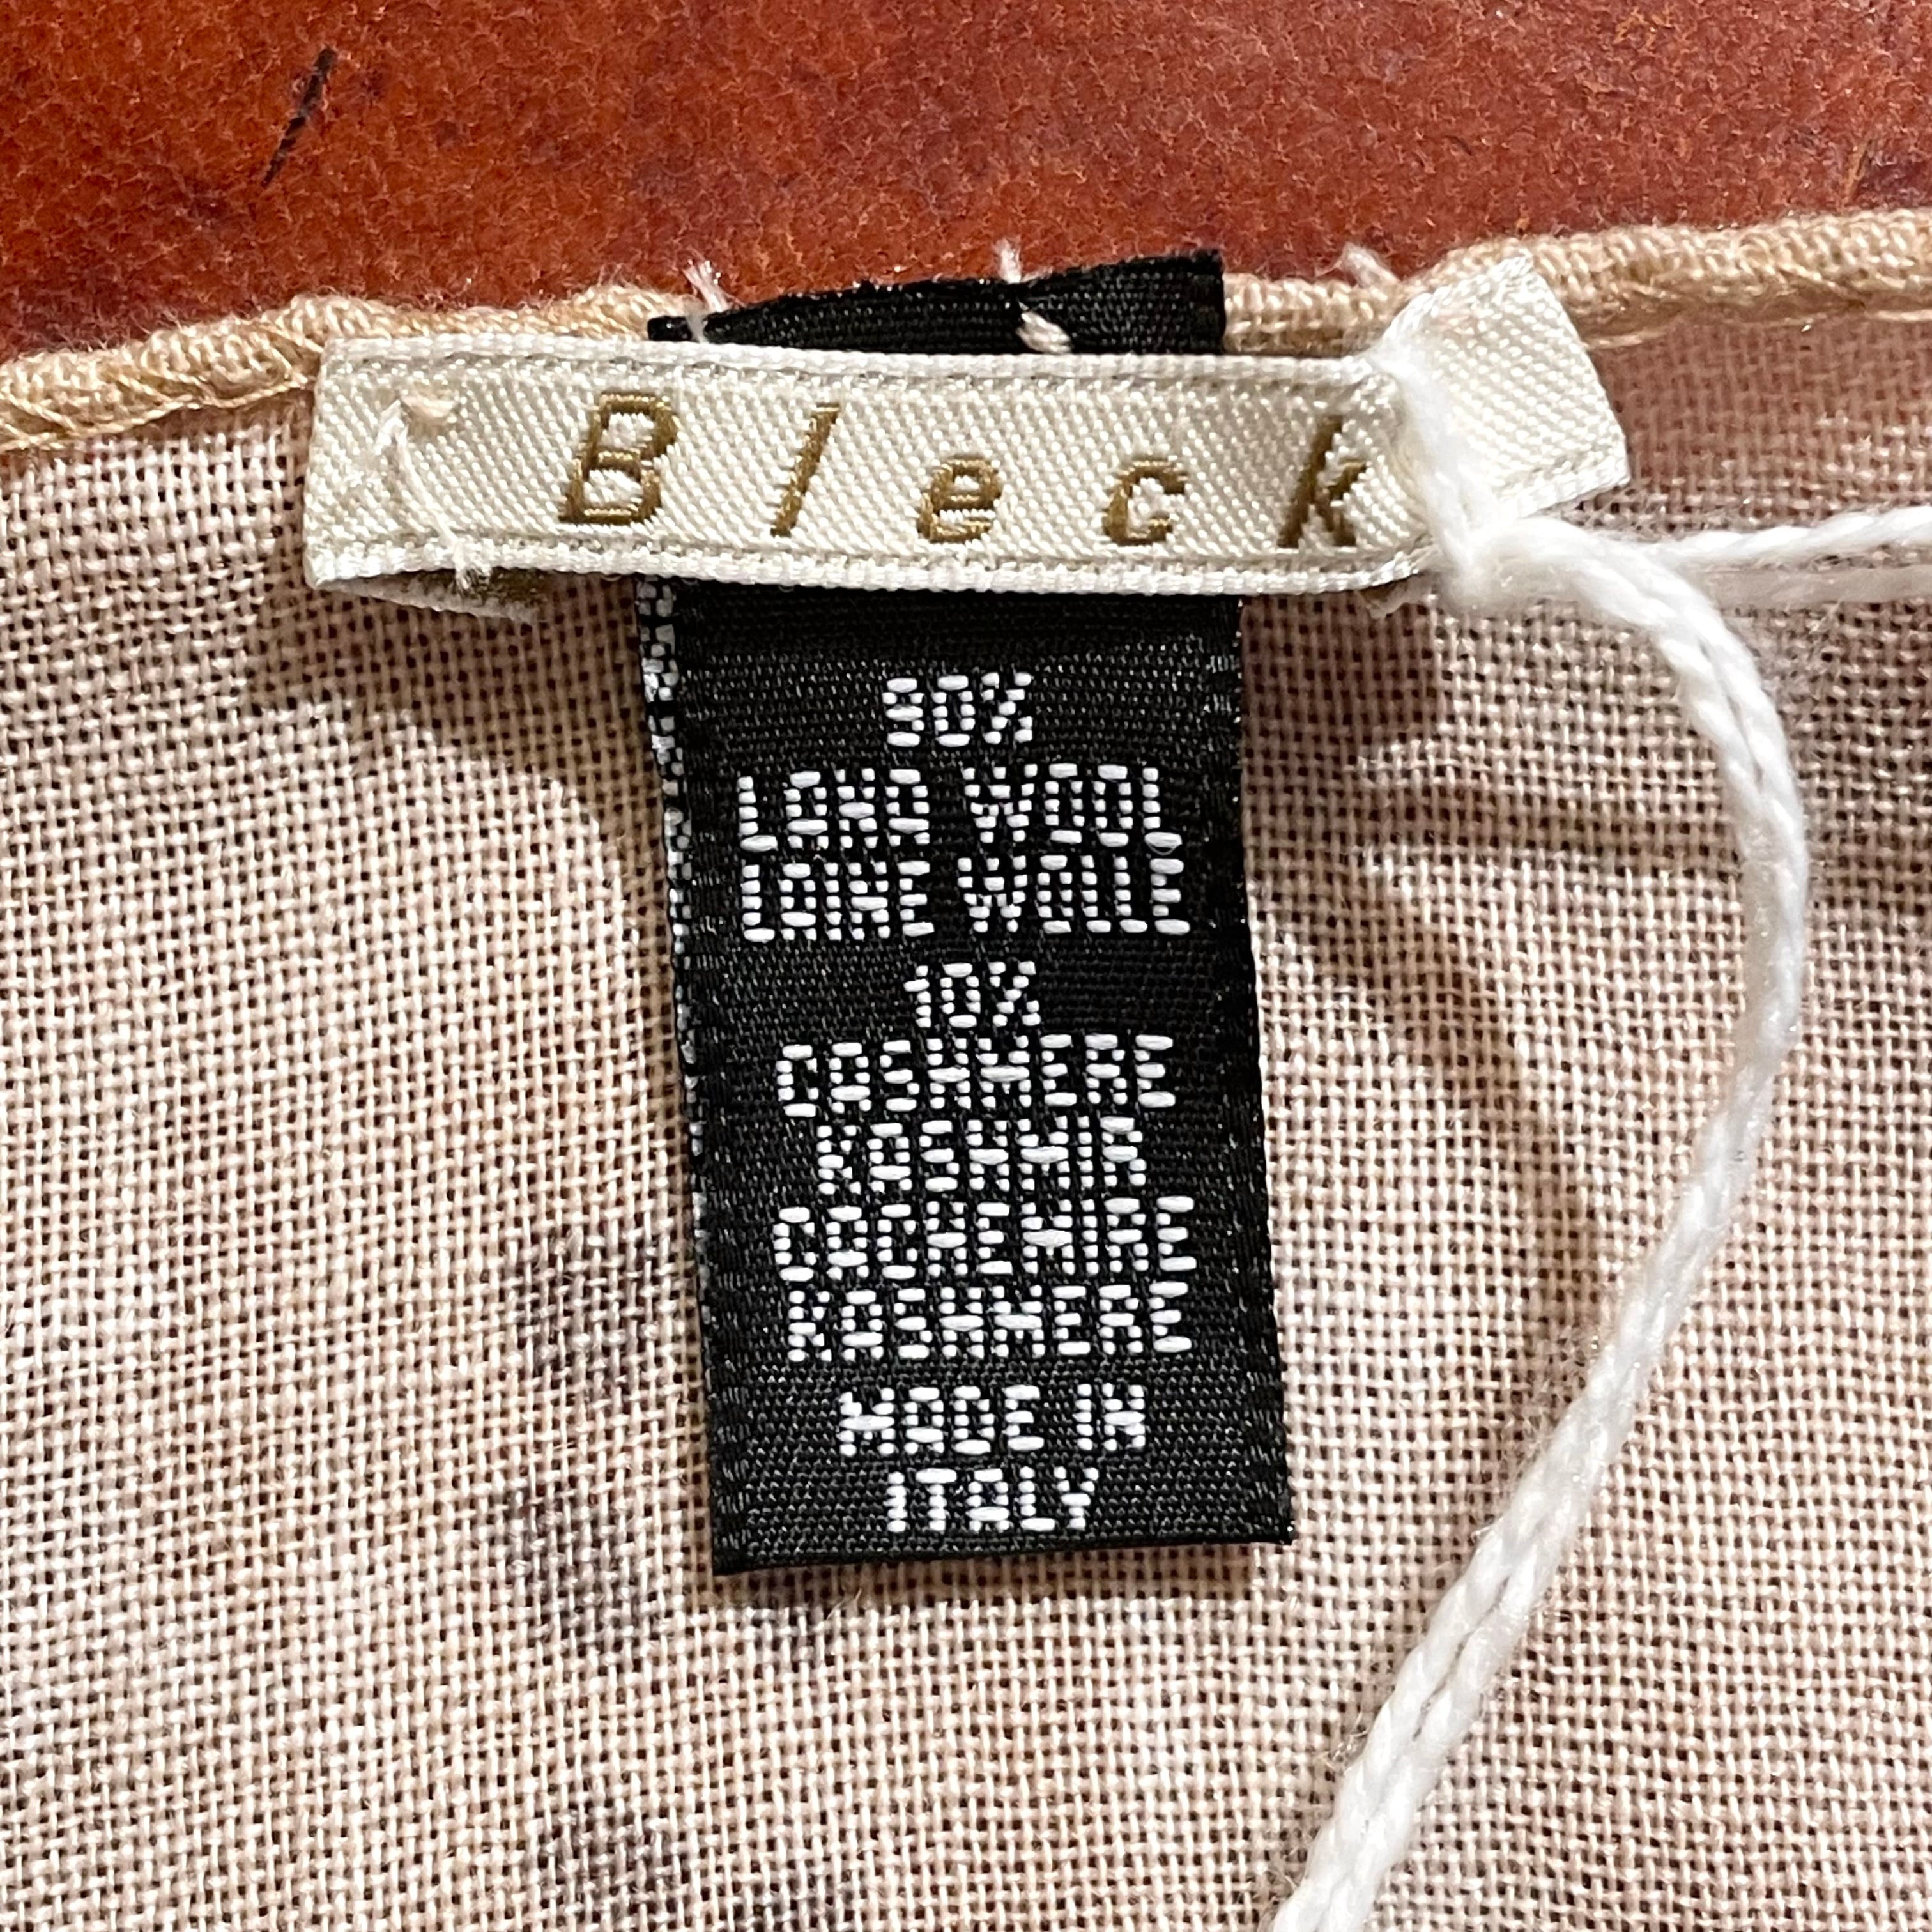 Bleck
90%
LANA WOOL
LAINE WOLLE
10%
CASHMERE
KASHMIR
CACHEMIRE
KASHMERE
MADE IN
ITALY